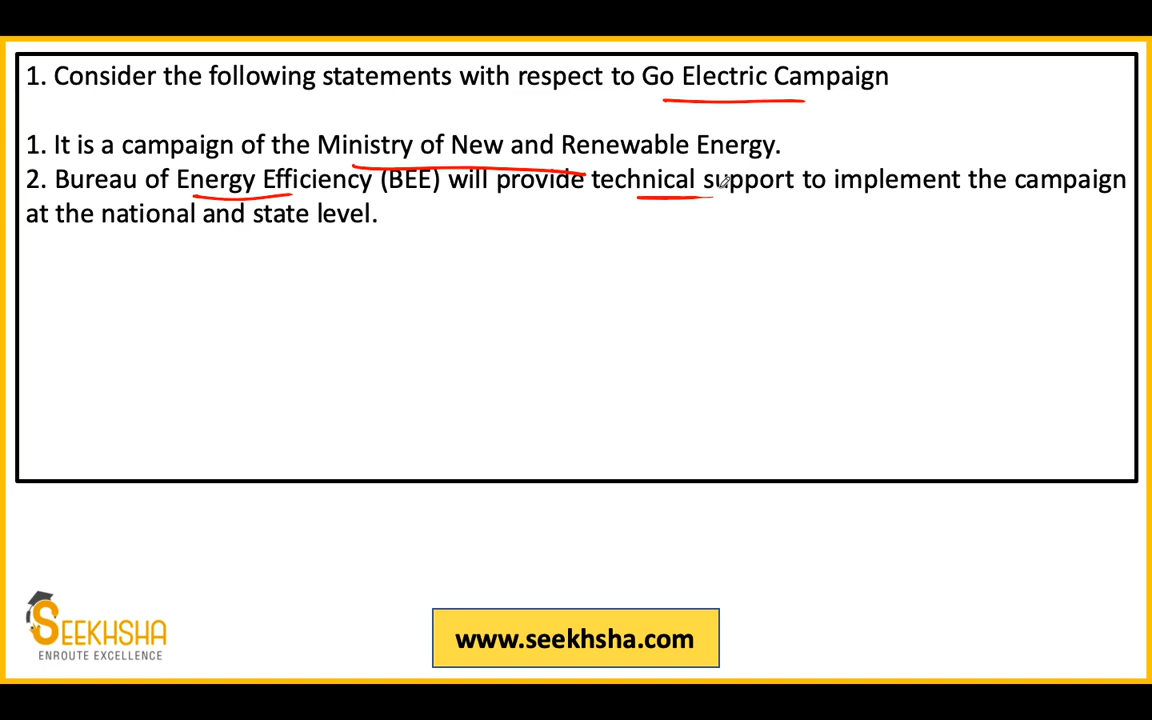 1. Consider the following statements with respect to Go Electric Campaign
1. It is a campaign of the Ministry of New and Renewable Energy.
2. Bureau of Energy Efficiency (BEE) will provide technical support to implement the campaign
at the national and state level.
SEEKHSHA
ENROUTE EXCELLENCE
www.seekhsha.com